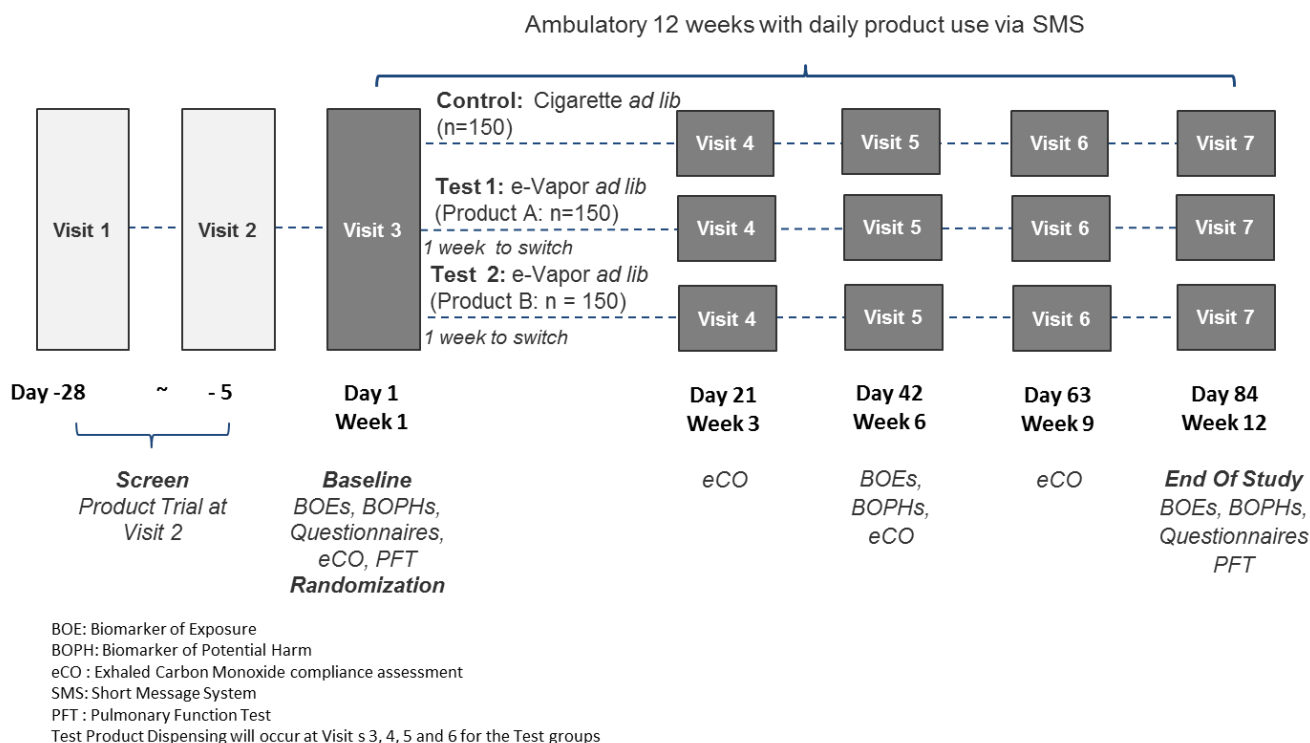 Ambulatory 12 weeks with daily product use via SMS
Control: Cigarette ad lib
(n=150)
Visit 4
Visit 5
Visit 6
Visit 7
Test 1: e-Vapor ad lib
(Product A: n=150)
1 week to switch
Visit 1
Visit 2
Visit 3
Visit 4
Visit 5
Visit 6
Visit 7
Test 2: e-Vapor ad lib
(Product B: n = 150)
1 week to switch
Visit 4
Visit 5
Visit 6
Visit 7
Day -28 ~ - 5
Day 1
Week 1
Day 21
Week 3
Day 42
Week 6
Day 63
Week 9
Day 84
Week 12
Screen
Product Trial at
Visit 2
Baseline
BOEs, BOPHs,
Questionnaires,
eCO, PFT
Randomization
eCO
BOEs,
BOPHs,
eCO
eCO
End Of Study
BOEs, BOPHs,
Questionnaires
PFT
BOE: Biomarker of Exposure
BOPH: Biomarker of Potential Harm
eCO : Exhaled Carbon Monoxide compliance assessment
SMS: Short Message System
PFT : Pulmonary Function Test
Test Product Dispensing will occur at Visit s 3, 4, 5 and 6 for the Test groups